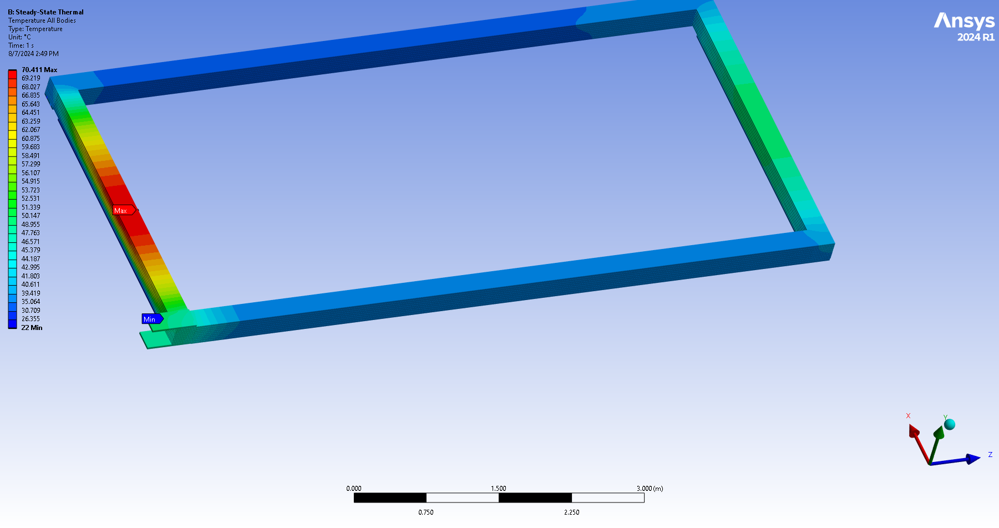 B: Steady-State Thermal
Temperature All Bodies
Type: Temperature
Unit: °C
Time: 1 s
8/7/2024 2:49 PM
70.411 Max
69.219
68.027
66.835
65.643
64.451
63.259
62.067
60.875
59.683
58.491
57.299
56.107
54.915
53.723
52.531
51.339
50.147
48.955
47.763
46.571
45.379
44.187
42.995
41.803
40.611
39.419
35.064
30.709
26.355
22 Min
Ansys
2024 R1
Max
Min
X
Y
Z
0.000 1.500 3.000 (m)
0.750 2.250